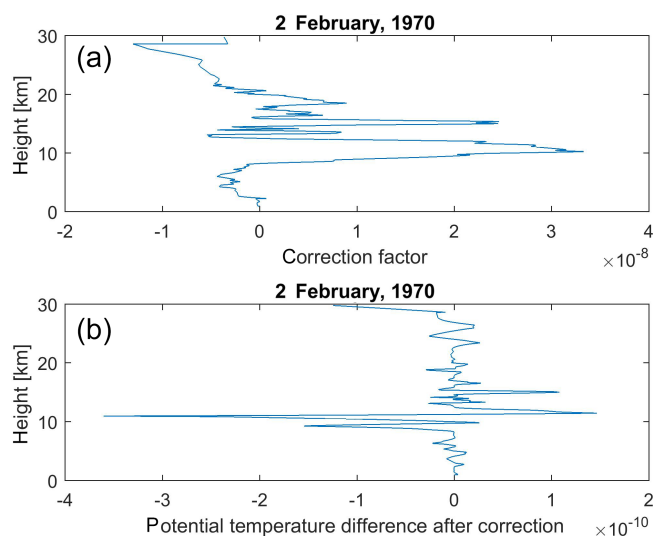 2 February, 1970
(a)
Height [km]
30
20
10
0
-2 -1 0 1 2 3 4
Correction factor
×10⁻⁸
2 February, 1970
(b)
Height [km]
30
20
10
0
-4 -3 -2 -1 0 1 2
Potential temperature difference after correction
×10⁻¹⁰